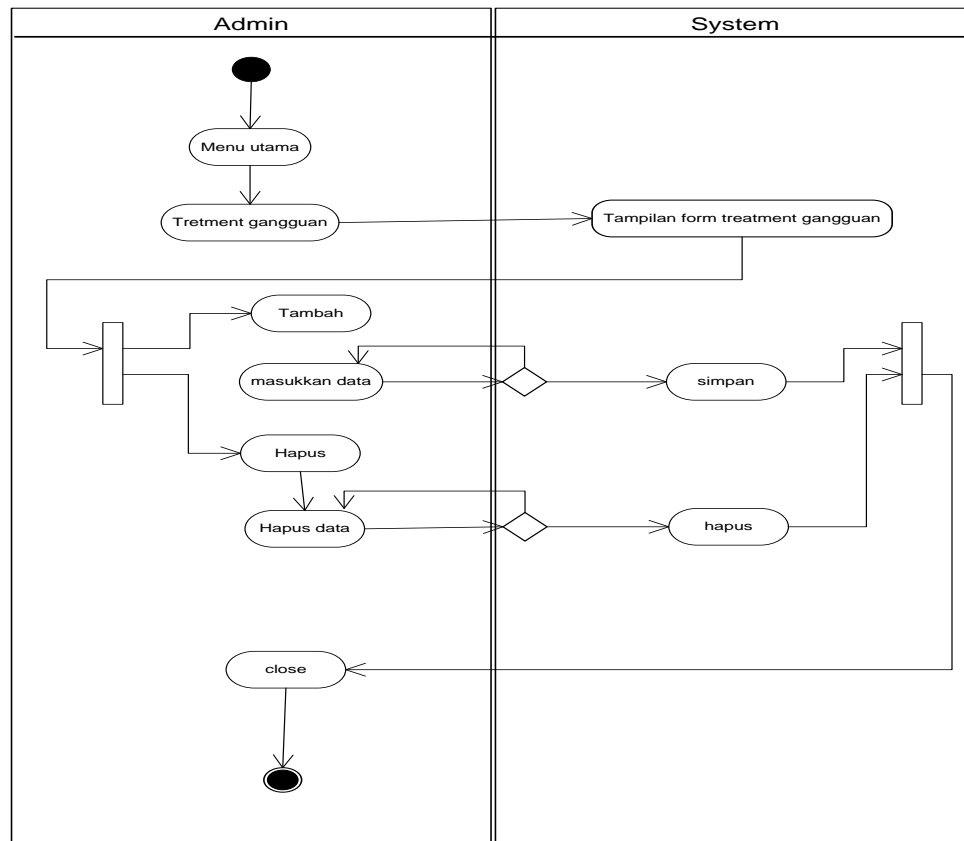 Admin
System
Menu utama
Tretment gangguan
Tampilan form treatment gangguan
Tambah
masukkan data
simpan
Hapus
Hapus data
hapus
close